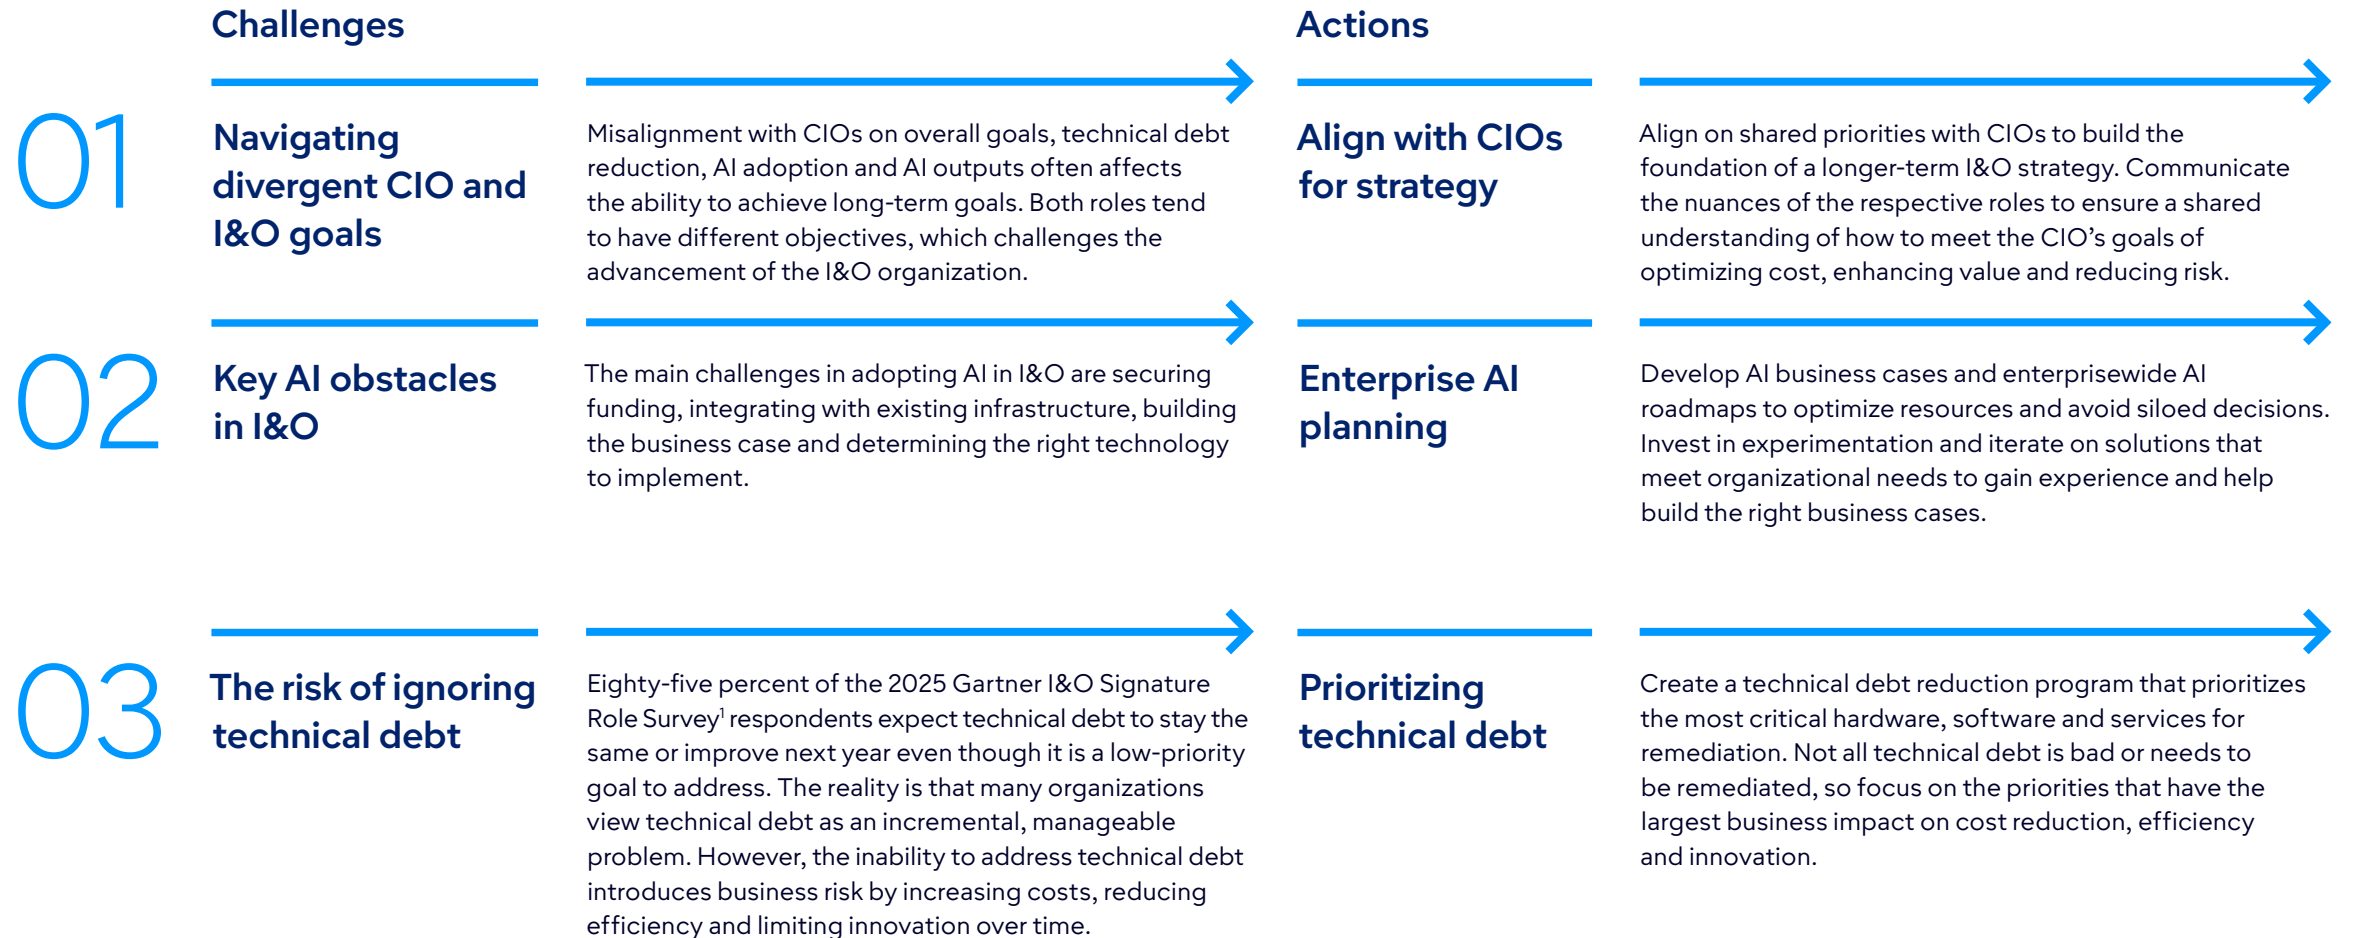 Challenges
Actions
01
Navigating
divergent CIO and
I&O goals
Misalignment with CIOs on overall goals, technical debt
reduction, AI adoption and AI outputs often affects
the ability to achieve long-term goals. Both roles tend
to have different objectives, which challenges the
advancement of the I&O organization.
Align with CIOs
for strategy
Align on shared priorities with CIOs to build the
foundation of a longer-term I&O strategy. Communicate
the nuances of the respective roles to ensure a shared
understanding of how to meet the CIO’s goals of
optimizing cost, enhancing value and reducing risk.
02
Key AI obstacles
in I&O
The main challenges in adopting AI in I&O are securing
funding, integrating with existing infrastructure, building
the business case and determining the right technology
to implement.
Enterprise AI
planning
Develop AI business cases and enterprisewide AI
roadmaps to optimize resources and avoid siloed decisions.
Invest in experimentation and iterate on solutions that
meet organizational needs to gain experience and help
build the right business cases.
03
The risk of ignoring
technical debt
Eighty-five percent of the 2025 Gartner I&O Signature
Role Survey¹ respondents expect technical debt to stay the
same or improve next year even though it is a low-priority
goal to address. The reality is that many organizations
view technical debt as an incremental, manageable
problem. However, the inability to address technical debt
introduces business risk by increasing costs, reducing
efficiency and limiting innovation over time.
Prioritizing
technical debt
Create a technical debt reduction program that prioritizes
the most critical hardware, software and services for
remediation. Not all technical debt is bad or needs to
be remediated, so focus on the priorities that have the
largest business impact on cost reduction, efficiency
and innovation.